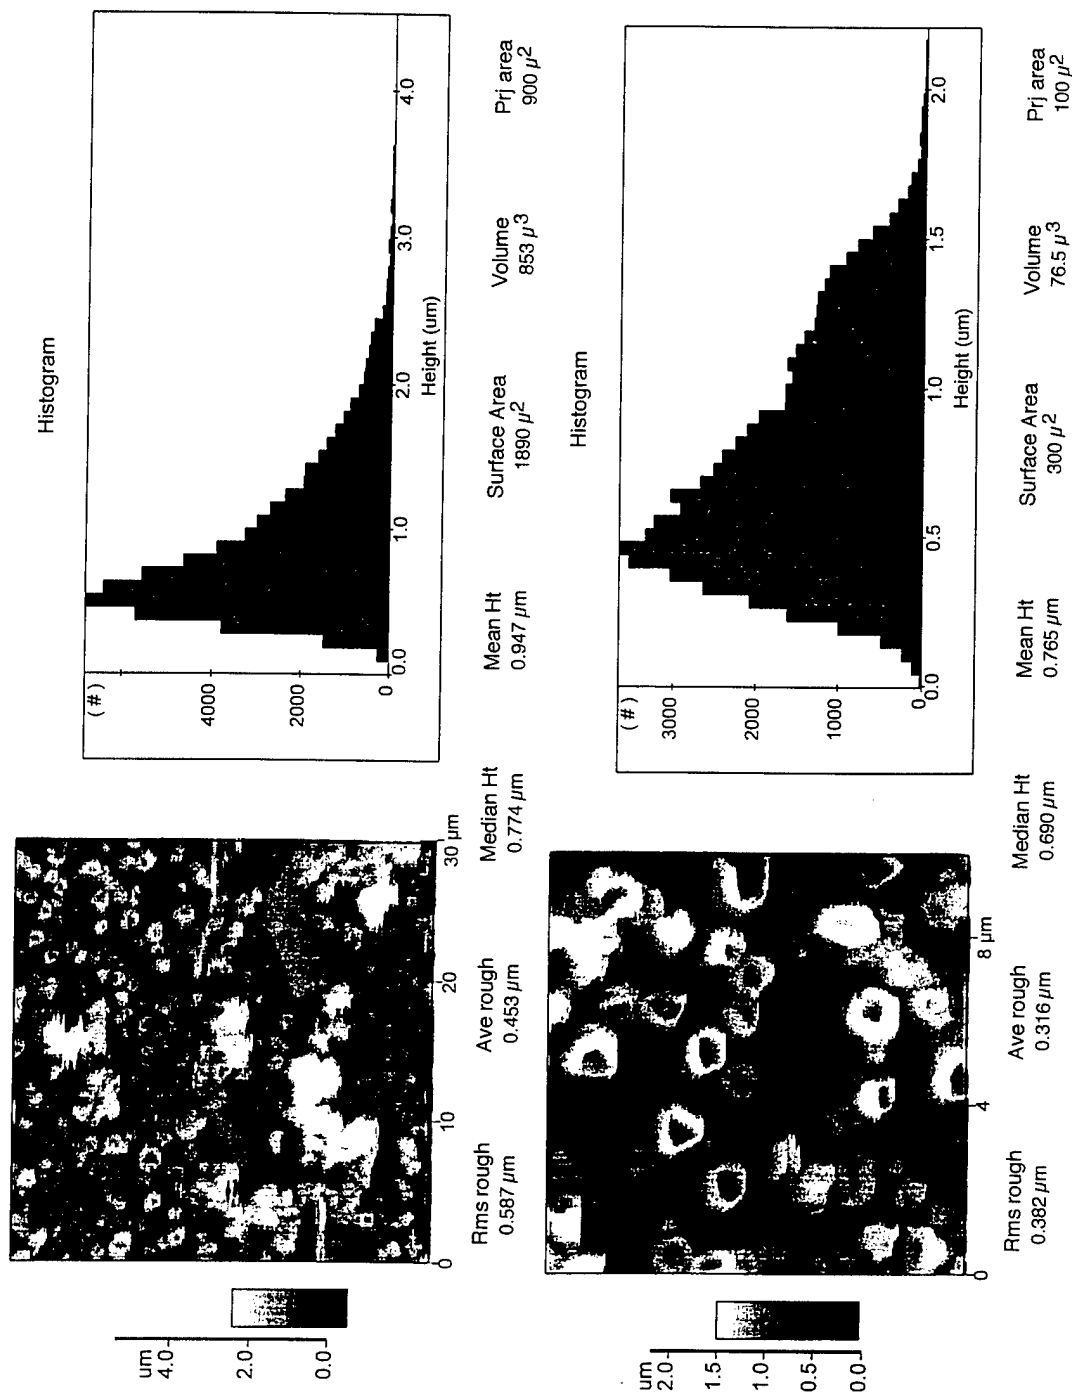 um
4.0
2.0
0.0
0
10
20
30 µm
Histogram
(#)
4000
2000
0
0.0
1.0
2.0
3.0
4.0
Height (um)
Rms rough Ave rough Median Ht Mean Ht Surface Area Volume Prj area
0.587 µm 0.453 µm 0.774 µm 0.947 µm 1890 µ2 853 µ3 900 µ2
um
2.0
1.5
1.0
0.5
0.0
0
4
8 µm
Histogram
(#)
3000
2000
1000
0
0.0
0.5
1.0
1.5
2.0
Height (um)
Rms rough Ave rough Median Ht Mean Ht Surface Area Volume Prj area
0.382 µm 0.316 µm 0.690 µm 0.765 µm 300 µ2 76.5 µ3 100 µ2